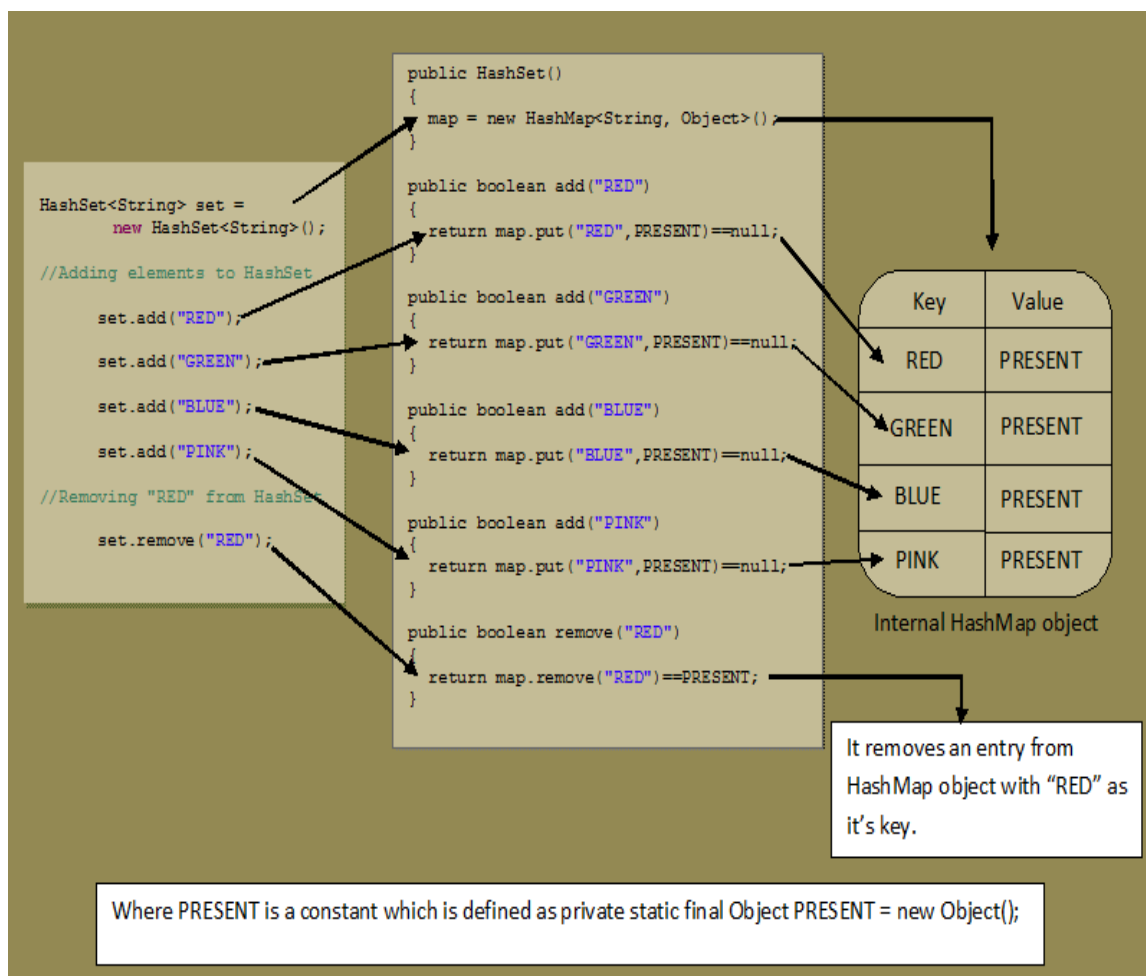 HashSet<String> set =
new HashSet<String>();
//Adding elements to HashSet
set.add("RED");
set.add("GREEN");
set.add("BLUE");
set.add("PINK");
//Removing "RED" from HashSet
set.remove("RED");
public HashSet()
{
map = new HashMap<String, Object>();
}
public boolean add("RED")
{
return map.put("RED",PRESENT)==null;
}
public boolean add("GREEN")
{
return map.put("GREEN",PRESENT)==null;
}
public boolean add("BLUE")
{
return map.put("BLUE",PRESENT)==null;
}
public boolean add("PINK")
{
return map.put("PINK",PRESENT)==null;
}
public boolean remove("RED")
{
return map.remove("RED")==PRESENT;
}
Key Value
RED PRESENT
GREEN PRESENT
BLUE PRESENT
PINK PRESENT
Internal HashMap object
It removes an entry from
HashMap object with “RED” as
it’s key.
Where PRESENT is a constant which is defined as private static final Object PRESENT = new Object();